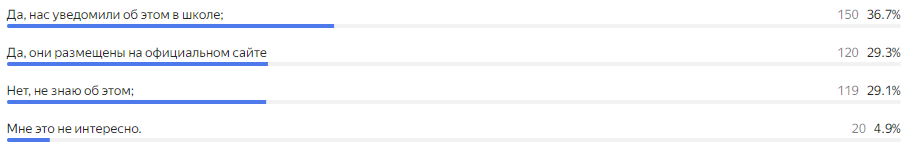 Да, нас уведомили об этом в школе; 150 36.7%
Да, они размещены на официальном сайте 120 29.3%
Нет, не знаю об этом; 119 29.1%
Мне это не интересно. 20 4.9%